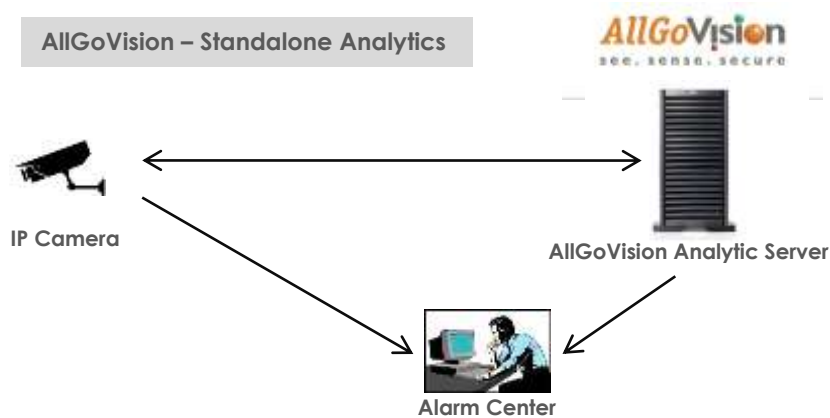 AllGoVision – Standalone Analytics
AllGoVision
see. sense. secure
IP Camera
AllGoVision Analytic Server
Alarm Center